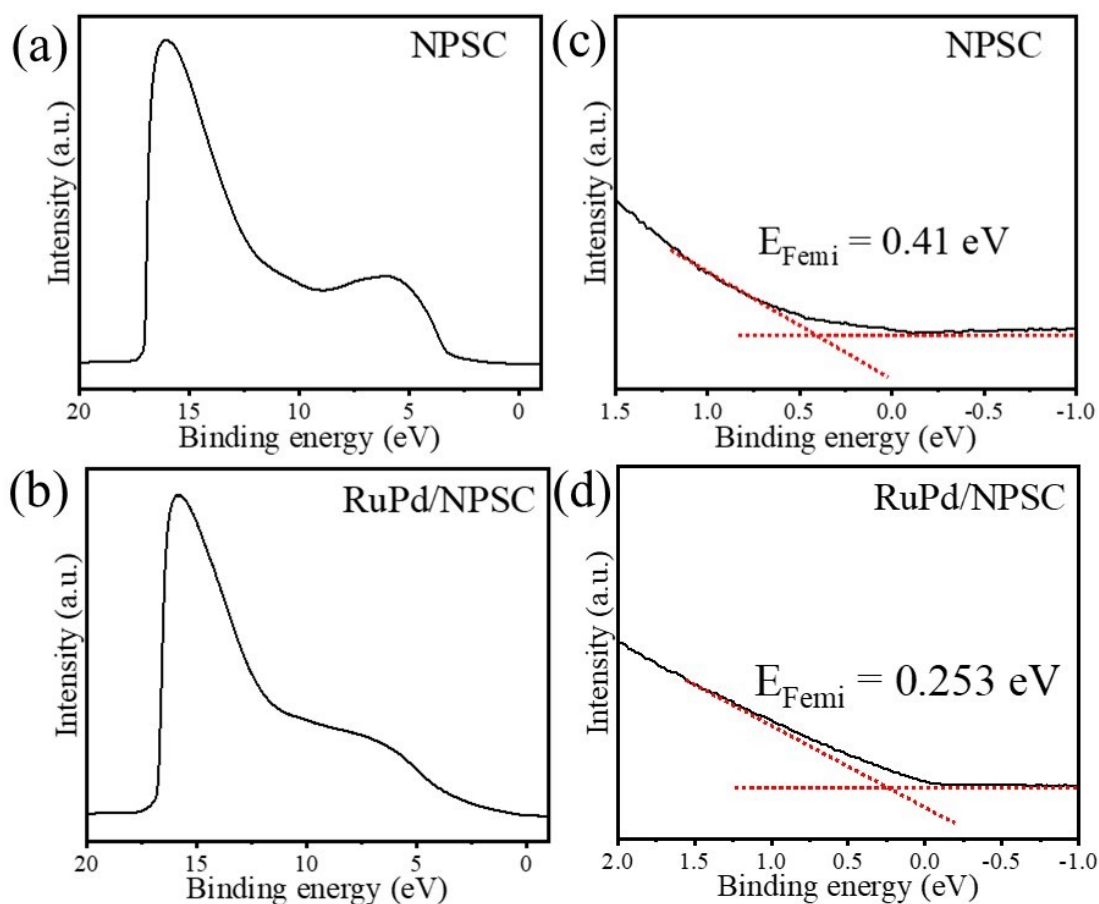 (a)
NPSC
Intensity (a.u.)
20 15 10 5 0
Binding energy (eV)
(c)
NPSC
Intensity (a.u.)
E_Femi = 0.41 eV
1.5 1.0 0.5 0.0 -0.5 -1.0
Binding energy (eV)
(b)
RuPd/NPSC
Intensity (a.u.)
20 15 10 5 0
Binding energy (eV)
(d)
RuPd/NPSC
Intensity (a.u.)
E_Femi = 0.253 eV
2.0 1.5 1.0 0.5 0.0 -0.5 -1.0
Binding energy (eV)